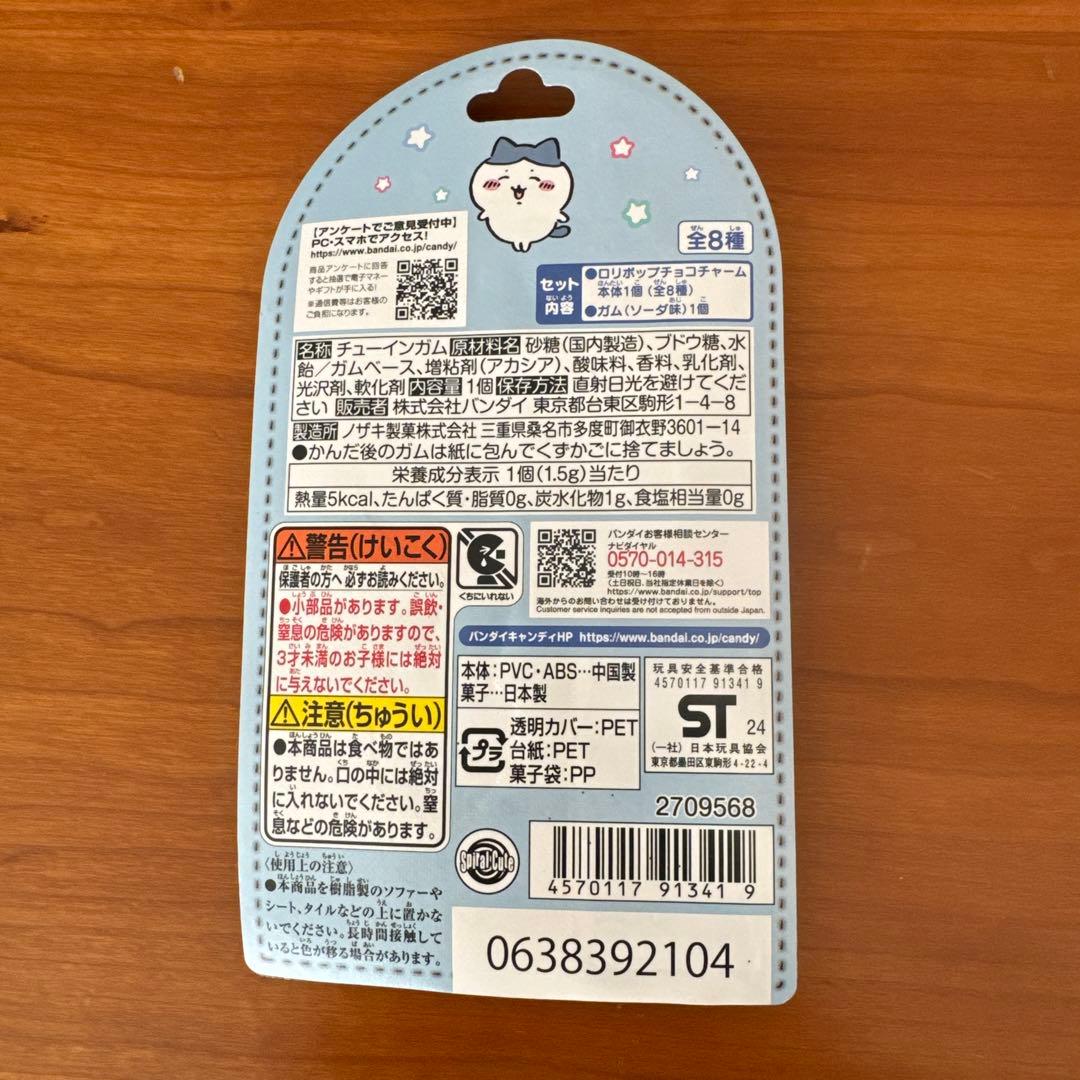 【アンケートでご意見受付中】
PC・スマホでアクセス!
https://www.bandai.co.jp/candy/
商品アンケートに回答
すると抽選で電子マネー
やギフトが手に入る!
※通信費等はお客様の
ご負担になります。
全8種
セット内容
●ロリポップチョコチャーム
本体1個(全8種)
●ガム(ソーダ味)1個
名称 チューインガム 原材料名 砂糖(国内製造)、ブドウ糖、水
飴/ガムベース、増粘剤(アカシア)、酸味料、香料、乳化剤、
光沢剤、軟化剤 内容量 1個 保存方法 直射日光を避けてくだ
さい 販売者 株式会社バンダイ 東京都台東区駒形1-4-8
製造所 ノザキ製菓株式会社 三重県桑名市多度町御衣野3601-14
●かんだ後のガムは紙に包んでくずかごに捨てましょう。
栄養成分表示 1個(1.5g)当たり
熱量5kcal、たんぱく質・脂質0g、炭水化物1g、食塩相当量0g
⚠警告(けいこく)
保護者の方へ 必ずお読みください。
●小部品があります。誤飲・
窒息の危険がありますので、
3才未満のお子様には絶対
に与えないでください。
くちにいれない
⚠注意(ちゅうい)
●本商品は食べ物ではあ
りません。口の中には絶対
に入れないでください。窒
息などの危険があります。
〈使用上の注意〉
●本商品を樹脂製のソファーや
シート、タイルなどの上に置かな
いでください。長時間接触して
いると色が移る場合があります。
バンダイお客様相談センター
ナビダイヤル
0570-014-315
受付10時~16時
(土日祝日、当社指定休業日を除く)
https://www.bandai.co.jp/support/top
海外からのお問い合わせは受け付けておりません。
Customer service inquiries are not accepted from outside Japan.
バンダイキャンディHP https://www.bandai.co.jp/candy/
本体:PVC・ABS…中国製
菓子…日本製
プラ
透明カバー:PET
台紙:PET
菓子袋:PP
玩具安全基準合格
4570117 91341 9
ST 24
(一社)日本玩具協会
東京都墨田区東駒形4-22-4
2709568
Spiral Cute
4570117 913419
0638392104